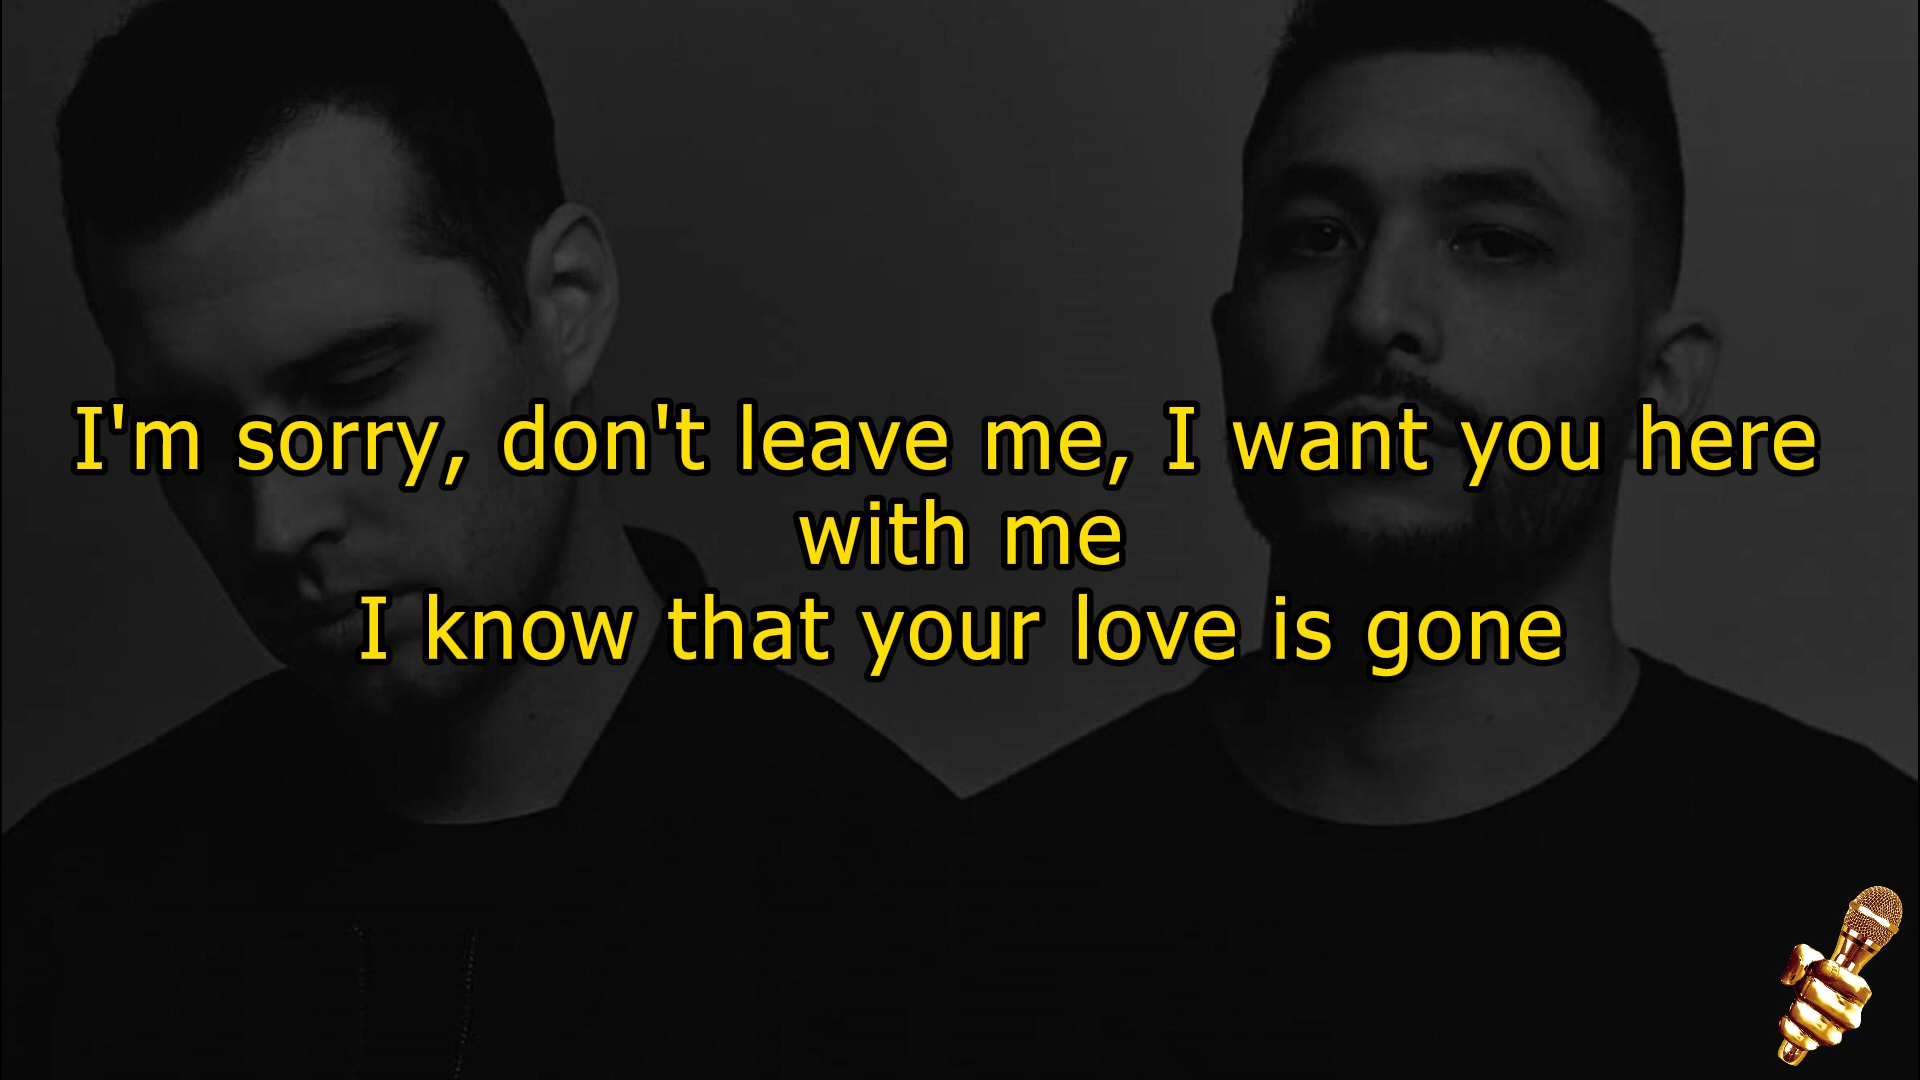 I'm sorry, don't leave me, I want you here
with me
I know that your love is gone